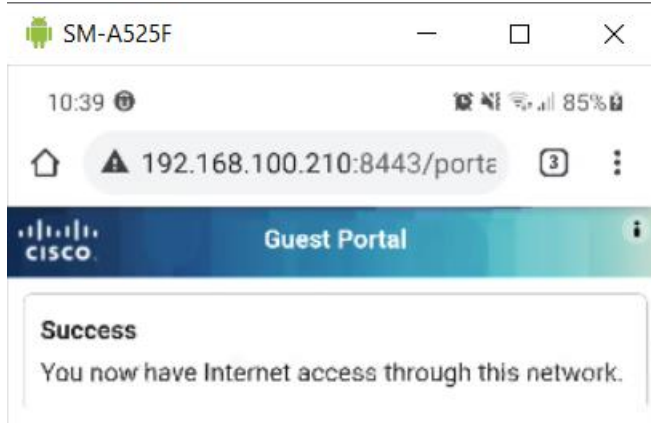 SM-A525F
10:39 85%
192.168.100.210:8443/porta 3
CISCO Guest Portal i
Success
You now have Internet access through this network.